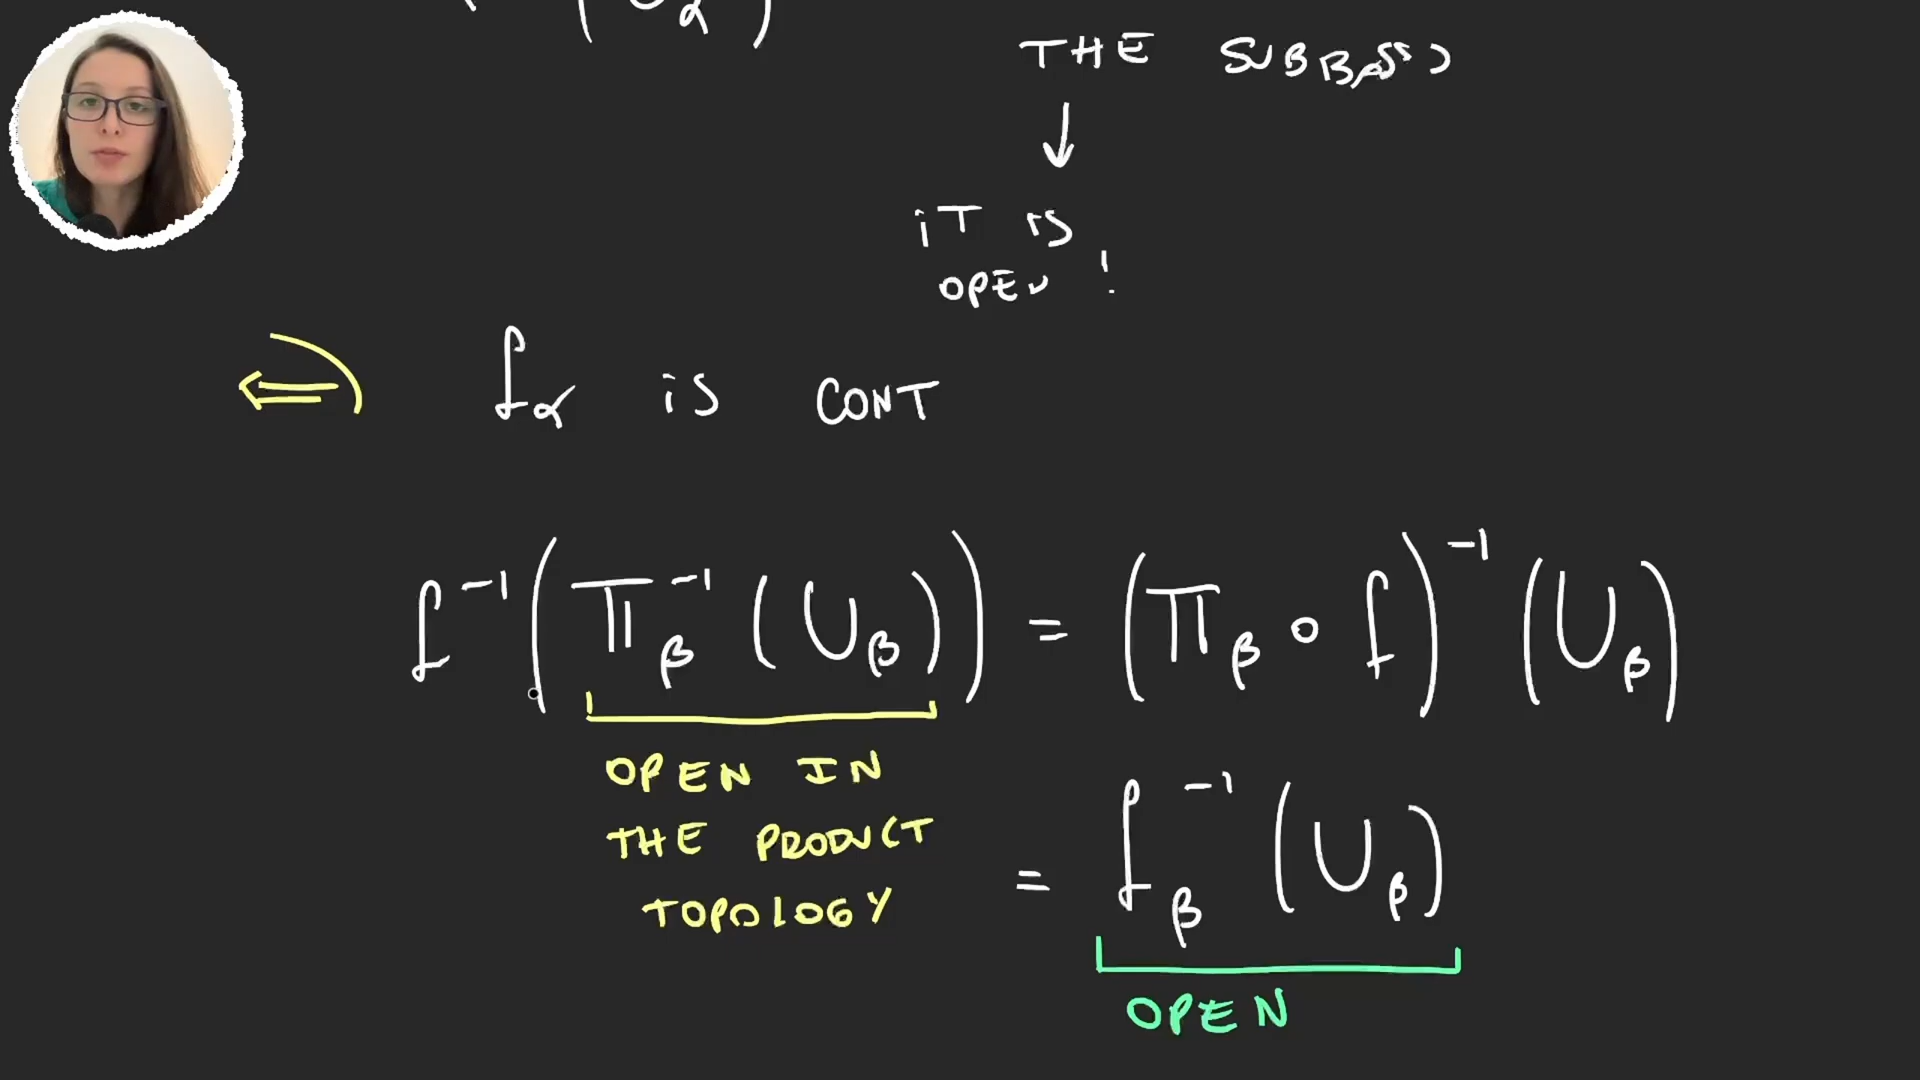 (U_α)
THE SUBBASIS
↓
iT iS
OPEN !
⇐) f_α iS CONT
f⁻¹(π_β⁻¹(U_β)) = (π_β ∘ f)⁻¹(U_β)
OPEN IN
THE PRODUCT
TOPOLOGY
= f_β⁻¹(U_β)
OPEN